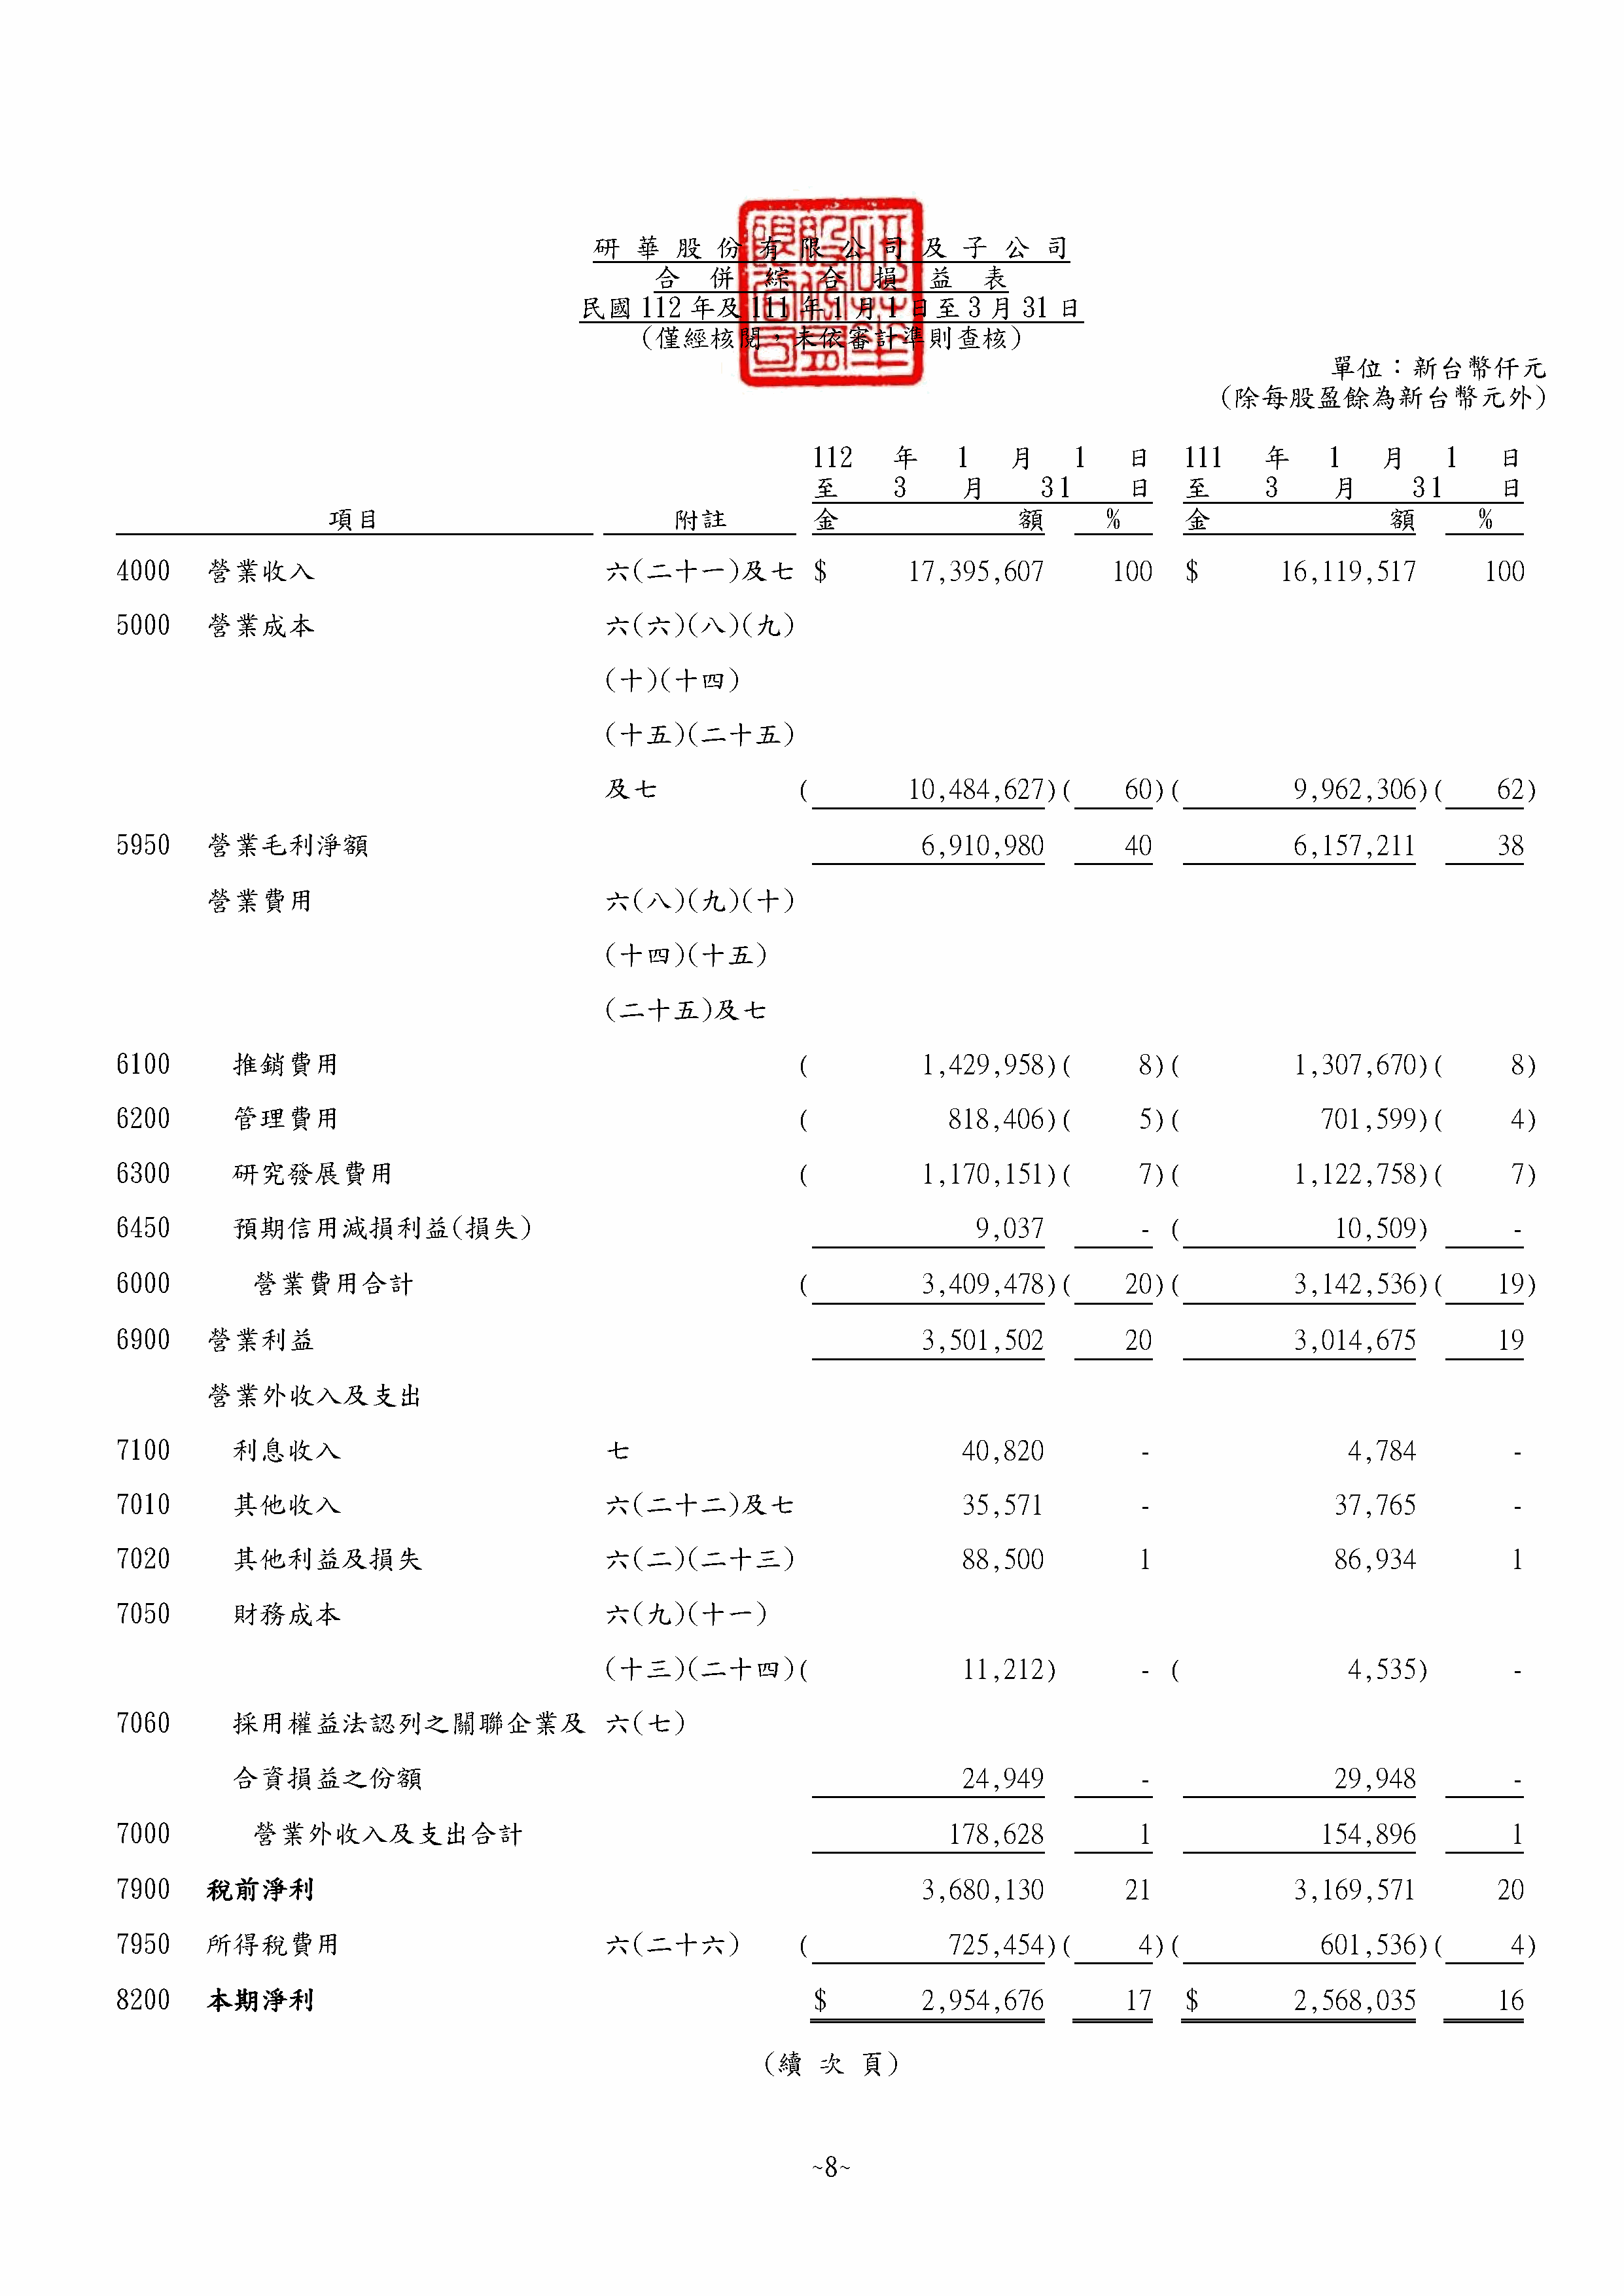 研華股份有限公司及子公司
合併綜合損益表
民國112年及111年1月1日至3月31日
(僅經核閱,未依審計準則查核)
單位:新台幣仟元
(除每股盈餘為新台幣元外)
112 年 1 月 1 日 111 年 1 月 1 日
至 3 月 31 日 至 3 月 31 日
項目 附註 金 額 % 金 額 %
4000 營業收入 六(二十一)及七 $ 17,395,607 100 $ 16,119,517 100
5000 營業成本 六(六)(八)(九)
(十)(十四)
(十五)(二十五)
及七 ( 10,484,627)( 60)( 9,962,306)( 62)
5950 營業毛利淨額 6,910,980 40 6,157,211 38
營業費用 六(八)(九)(十)
(十四)(十五)
(二十五)及七
6100 推銷費用 ( 1,429,958)( 8)( 1,307,670)( 8)
6200 管理費用 ( 818,406)( 5)( 701,599)( 4)
6300 研究發展費用 ( 1,170,151)( 7)( 1,122,758)( 7)
6450 預期信用減損利益(損失) 9,037 - ( 10,509) -
6000 營業費用合計 ( 3,409,478)( 20)( 3,142,536)( 19)
6900 營業利益 3,501,502 20 3,014,675 19
營業外收入及支出
7100 利息收入 七 40,820 - 4,784 -
7010 其他收入 六(二十二)及七 35,571 - 37,765 -
7020 其他利益及損失 六(二)(二十三) 88,500 1 86,934 1
7050 財務成本 六(九)(十一)
(十三)(二十四)( 11,212) - ( 4,535) -
7060 採用權益法認列之關聯企業及 六(七)
合資損益之份額 24,949 - 29,948 -
7000 營業外收入及支出合計 178,628 1 154,896 1
7900 稅前淨利 3,680,130 21 3,169,571 20
7950 所得稅費用 六(二十六) ( 725,454)( 4)( 601,536)( 4)
8200 本期淨利 $ 2,954,676 17 $ 2,568,035 16
(續次頁)
~8~